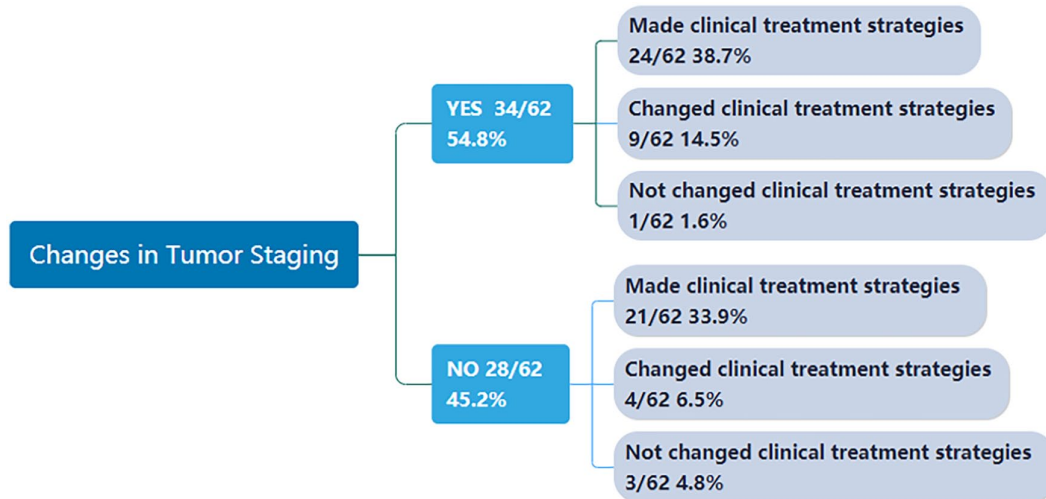 Changes in Tumor Staging
YES 34/62
54.8%
Made clinical treatment strategies
24/62 38.7%
Changed clinical treatment strategies
9/62 14.5%
Not changed clinical treatment strategies
1/62 1.6%
NO 28/62
45.2%
Made clinical treatment strategies
21/62 33.9%
Changed clinical treatment strategies
4/62 6.5%
Not changed clinical treatment strategies
3/62 4.8%